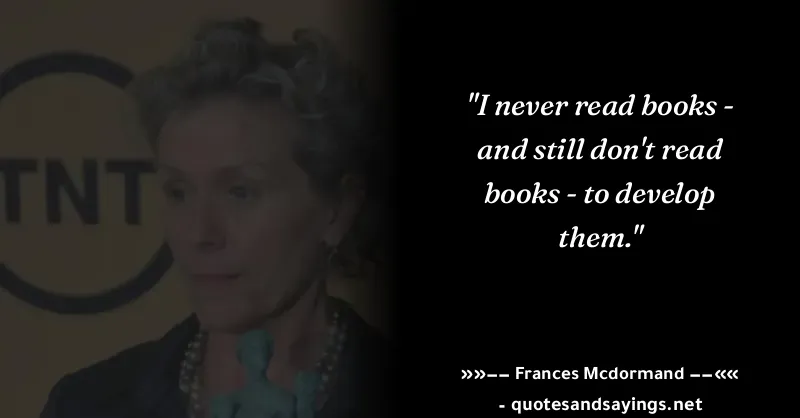 TNT
"I never read books -
and still don't read
books - to develop
them."
»»−− Frances Mcdormand −−««
- quotesandsayings.net